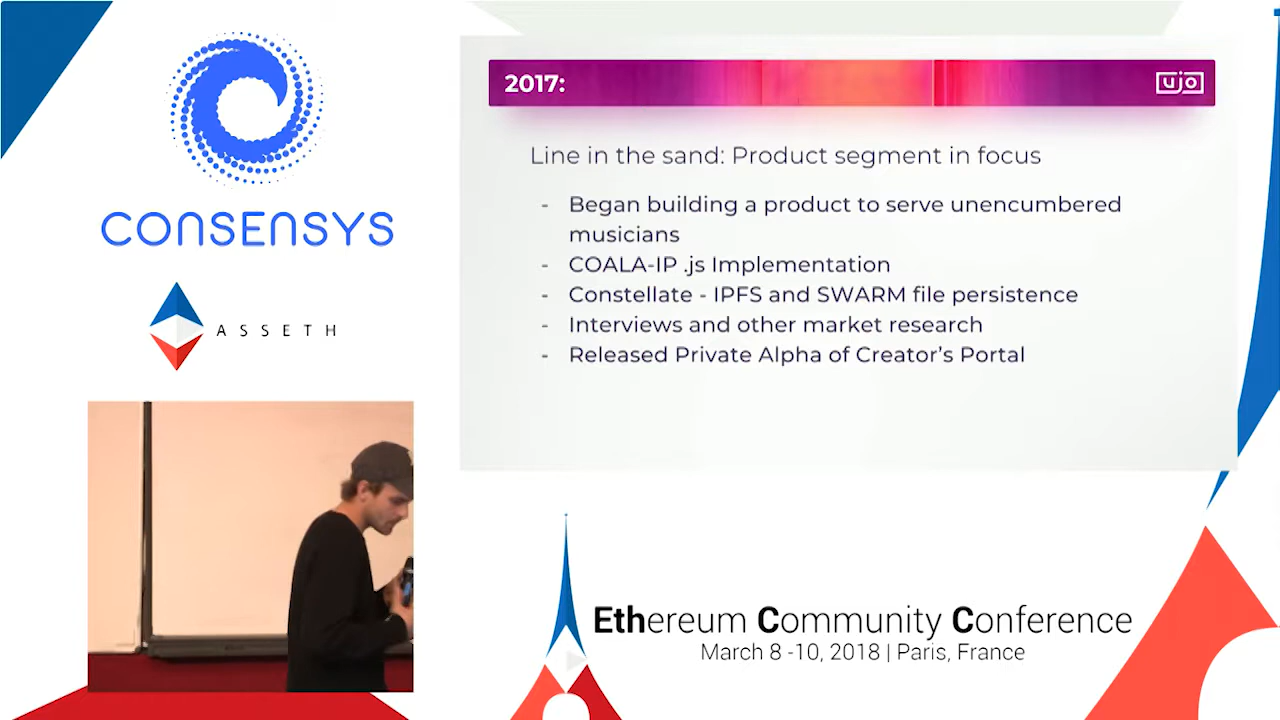 CONSENSYS
ASSETH
2017:
ujo
Line in the sand: Product segment in focus
- Began building a product to serve unencumbered
musicians
- COALA-IP .js Implementation
- Constellate - IPFS and SWARM file persistence
- Interviews and other market research
- Released Private Alpha of Creator's Portal
Ethereum Community Conference
March 8 -10, 2018 | Paris, France